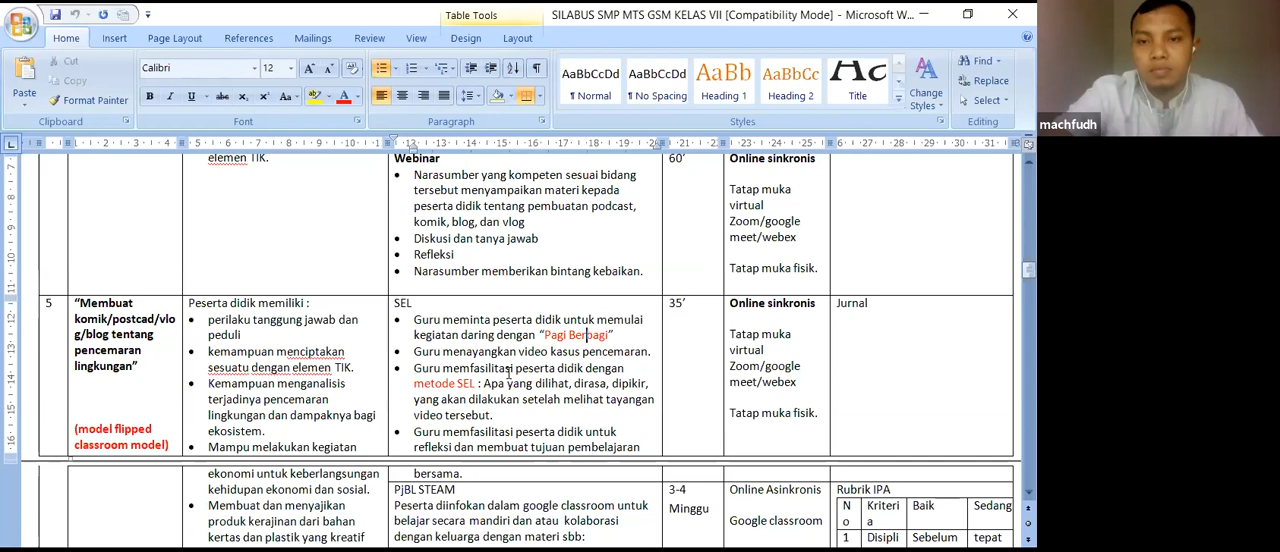 Table Tools
SILABUS SMP MTS GSM KELAS VII [Compatibility Mode] - Microsoft W...
Home Insert Page Layout References Mailings Review View Design Layout
Paste
Cut
Copy
Format Painter
Clipboard
Calibri 12
B I U abc x₂ x² Aa
Font
Paragraph
AaBbCcDd AaBbCcDd AaBb AaBbCc Ac
¶ Normal ¶ No Spacing Heading 1 Heading 2 Title
Change
Styles
Styles
Find
Replace
Select
Editing
machfudh
elemen TIK.
Webinar
• Narasumber yang kompeten sesuai bidang
tersebut menyampaikan materi kepada
peserta didik tentang pembuatan podcast,
komik, blog, dan vlog
• Diskusi dan tanya jawab
• Refleksi
• Narasumber memberikan bintang kebaikan.
60’
Online sinkronis
Tatap muka
virtual
Zoom/google
meet/webex
Tatap muka fisik.
5
“Membuat
komik/postcad/vlo
g/blog tentang
pencemaran
lingkungan”
(model flipped
classroom model)
Peserta didik memiliki :
• perilaku tanggung jawab dan
peduli
• kemampuan menciptakan
sesuatu dengan elemen TIK.
• Kemampuan menganalisis
terjadinya pencemaran
lingkungan dan dampaknya bagi
ekosistem.
• Mampu melakukan kegiatan
ekonomi untuk keberlangsungan
kehidupan ekonomi dan sosial.
• Membuat dan menyajikan
produk kerajinan dari bahan
kertas dan plastik yang kreatif
SEL
• Guru meminta peserta didik untuk memulai
kegiatan daring dengan “Pagi Berbagi”
• Guru menayangkan video kasus pencemaran.
• Guru memfasilitasi peserta didik dengan
metode SEL : Apa yang dilihat, dirasa, dipikir,
yang akan dilakukan setelah melihat tayangan
video tersebut.
• Guru memfasilitasi peserta didik untuk
refleksi dan membuat tujuan pembelajaran
bersama.
35’
Online sinkronis
Tatap muka
virtual
Zoom/google
meet/webex
Tatap muka fisik.
Jurnal
PjBL STEAM
Peserta diinfokan dalam google classroom untuk
belajar secara mandiri dan atau kolaborasi
dengan keluarga dengan materi sbb:
3-4
Minggu
Online Asinkronis
Google classroom
Rubrik IPA
N
o
Kriteri
a
Baik
Sedang
1 Disipli Sebelum tepat